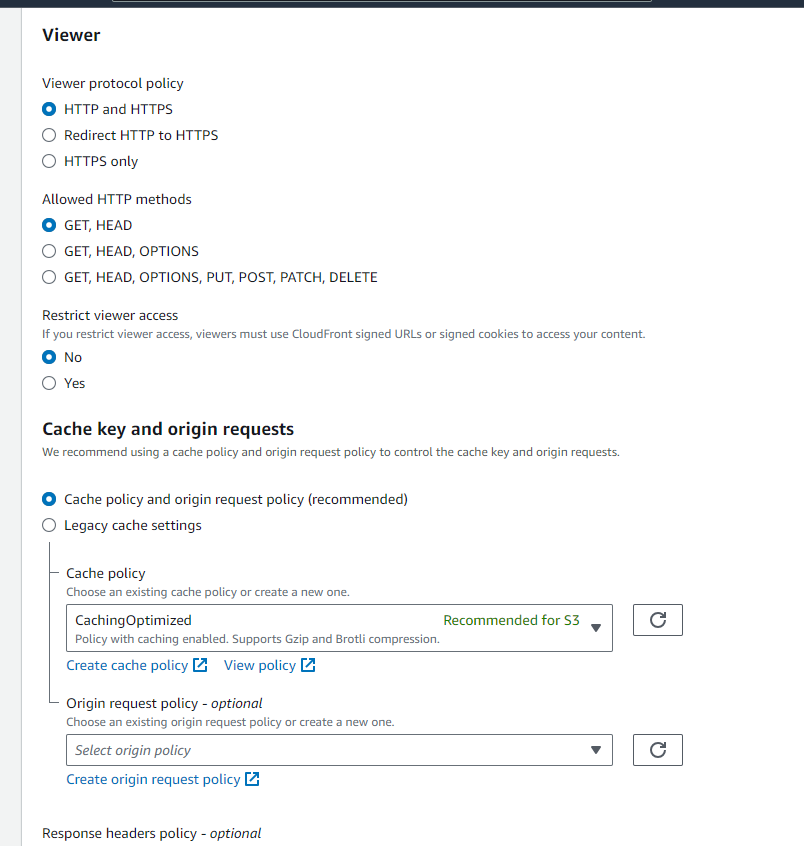 Viewer
Viewer protocol policy
HTTP and HTTPS
Redirect HTTP to HTTPS
HTTPS only
Allowed HTTP methods
GET, HEAD
GET, HEAD, OPTIONS
GET, HEAD, OPTIONS, PUT, POST, PATCH, DELETE
Restrict viewer access
If you restrict viewer access, viewers must use CloudFront signed URLs or signed cookies to access your content.
No
Yes
Cache key and origin requests
We recommend using a cache policy and origin request policy to control the cache key and origin requests.
Cache policy and origin request policy (recommended)
Legacy cache settings
Cache policy
Choose an existing cache policy or create a new one.
CachingOptimized Recommended for S3
Policy with caching enabled. Supports Gzip and Brotli compression.
Create cache policy View policy
Origin request policy - optional
Choose an existing origin request policy or create a new one.
Select origin policy
Create origin request policy
Response headers policy - optional